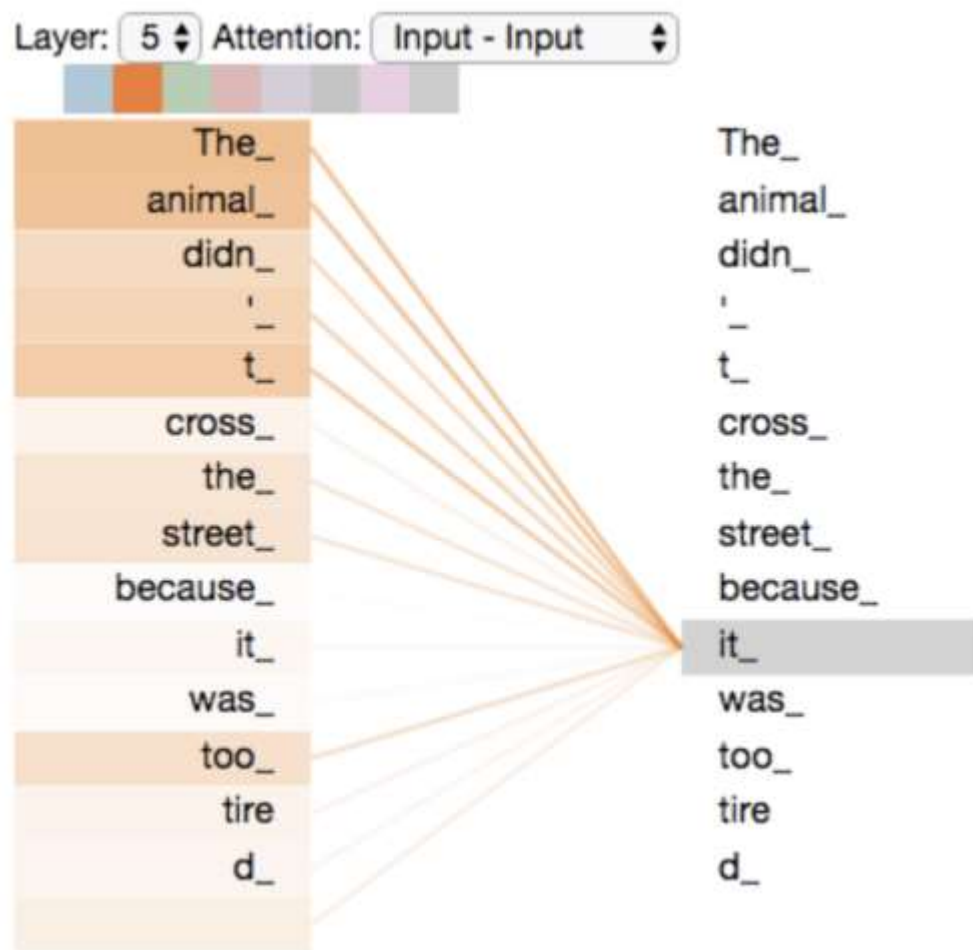 Layer: 5 Attention: Input - Input
The_ The_
animal_ animal_
didn_ didn_
'_ '_
t_ t_
cross_ cross_
the_ the_
street_ street_
because_ because_
it_ it_
was_ was_
too_ too_
tire tire
d_ d_